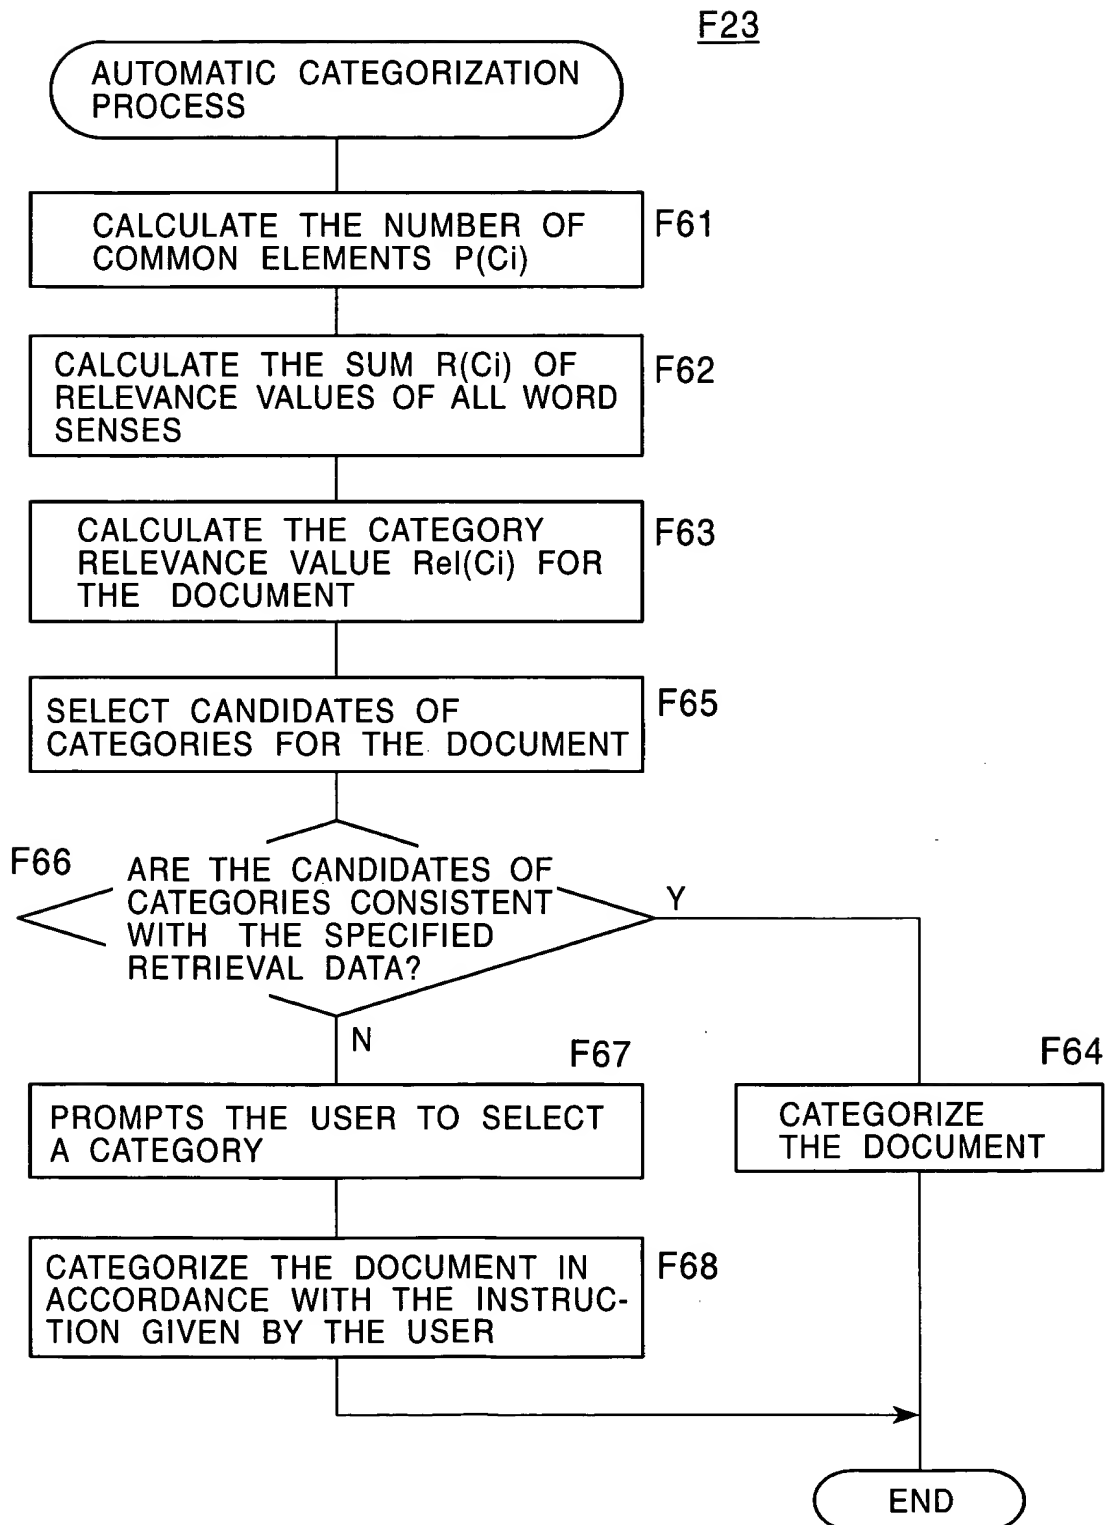 F23
AUTOMATIC CATEGORIZATION
PROCESS
CALCULATE THE NUMBER OF
COMMON ELEMENTS P(Ci)
F61
CALCULATE THE SUM R(Ci) OF
RELEVANCE VALUES OF ALL WORD
SENSES
F62
CALCULATE THE CATEGORY
RELEVANCE VALUE Rel(Ci) FOR
THE DOCUMENT
F63
SELECT CANDIDATES OF
CATEGORIES FOR THE DOCUMENT
F65
F66
ARE THE CANDIDATES OF
CATEGORIES CONSISTENT
WITH THE SPECIFIED
RETRIEVAL DATA?
Y
N
F67
PROMPTS THE USER TO SELECT
A CATEGORY
F64
CATEGORIZE
THE DOCUMENT
CATEGORIZE THE DOCUMENT IN
ACCORDANCE WITH THE INSTRUC-
TION GIVEN BY THE USER
F68
END